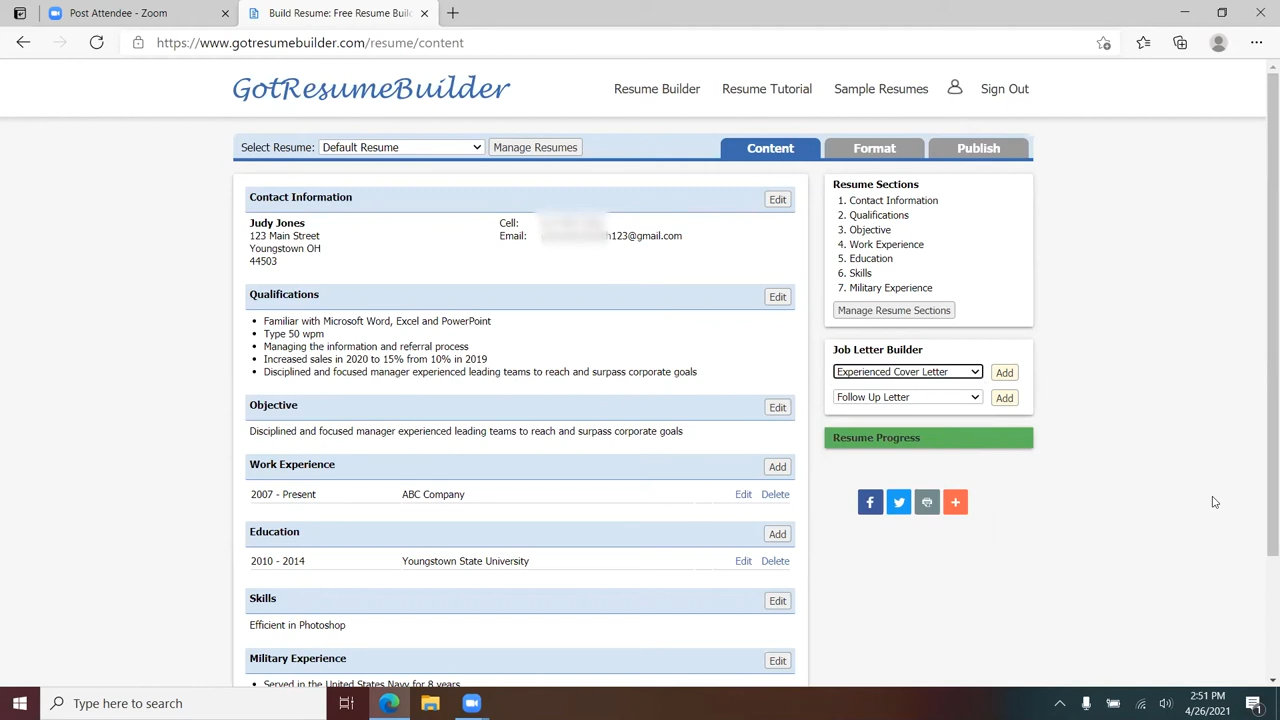 Post Attendee - Zoom
Build Resume: Free Resume Buil
https://www.gotresumebuilder.com/resume/content
GotResumeBuilder
Resume Builder
Resume Tutorial
Sample Resumes
Sign Out
Select Resume:
Default Resume
Manage Resumes
Content
Format
Publish
Contact Information
Edit
Judy Jones
123 Main Street
Youngstown OH
44503
Cell:
Email: h123@gmail.com
Qualifications
Edit
• Familiar with Microsoft Word, Excel and PowerPoint
• Type 50 wpm
• Managing the information and referral process
• Increased sales in 2020 to 15% from 10% in 2019
• Disciplined and focused manager experienced leading teams to reach and surpass corporate goals
Objective
Edit
Disciplined and focused manager experienced leading teams to reach and surpass corporate goals
Work Experience
Add
2007 - Present ABC Company Edit Delete
Education
Add
2010 - 2014 Youngstown State University Edit Delete
Skills
Edit
Efficient in Photoshop
Military Experience
Edit
• Served in the United States Navy for 8 years
Resume Sections
1. Contact Information
2. Qualifications
3. Objective
4. Work Experience
5. Education
6. Skills
7. Military Experience
Manage Resume Sections
Job Letter Builder
Experienced Cover Letter Add
Follow Up Letter Add
Resume Progress
Type here to search
2:51 PM
4/26/2021
1